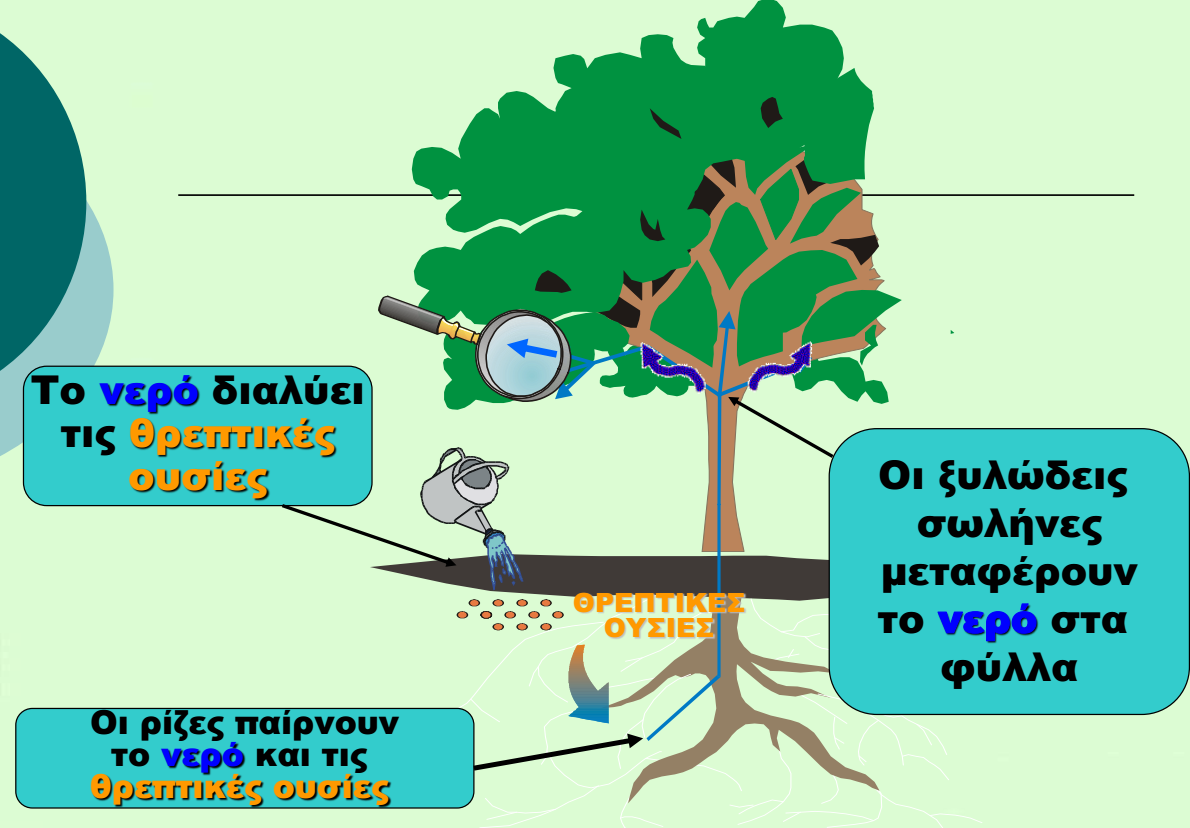 Το νερό διαλύει
τις θρεπτικές
ουσίες
Οι ξυλώδεις
σωλήνες
μεταφέρουν
το νερό στα
φύλλα
ΘΡΕΠΤΙΚΕΣ
ΟΥΣΙΕΣ
Οι ρίζες παίρνουν
το νερό και τις
θρεπτικές ουσίες